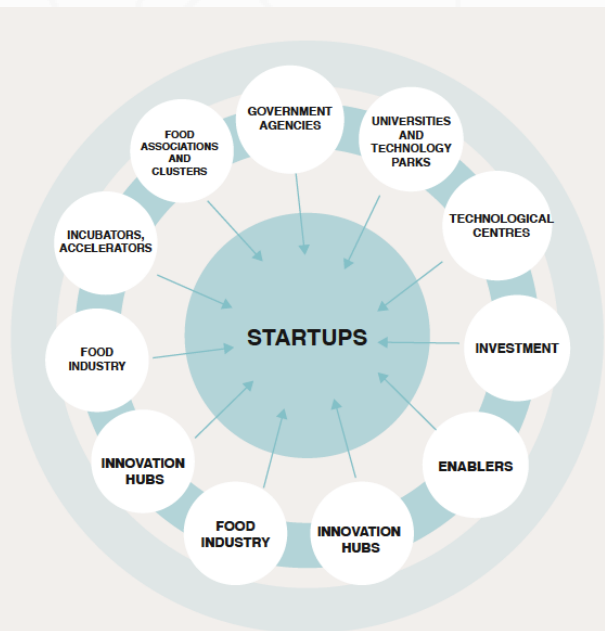 GOVERNMENT
AGENCIES
UNIVERSITIES
AND
TECHNOLOGY
PARKS
FOOD
ASSOCIATIONS
AND
CLUSTERS
TECHNOLOGICAL
CENTRES
INCUBATORS,
ACCELERATORS
STARTUPS
INVESTMENT
FOOD
INDUSTRY
INNOVATION
HUBS
ENABLERS
FOOD
INDUSTRY
INNOVATION
HUBS